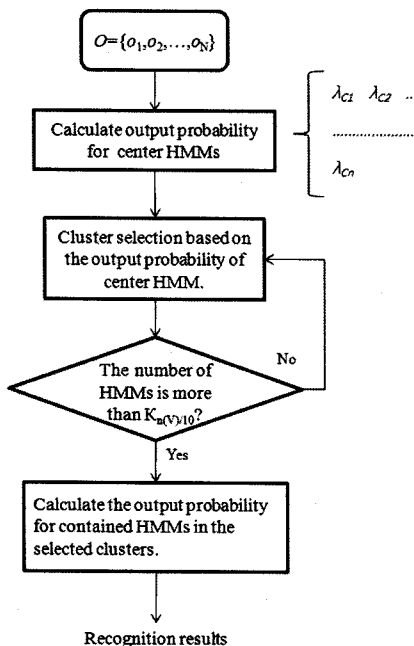 O={o1,o2,...,oN}
Calculate output probability
for center HMMs
λC1 λC2 ..
....................
λCn
Cluster selection based on
the output probability of
center HMM.
No
The number of
HMMs is more
than Kn(V)/10?
Yes
Calculate the output probability
for contained HMMs in the
selected clusters.
Recognition results